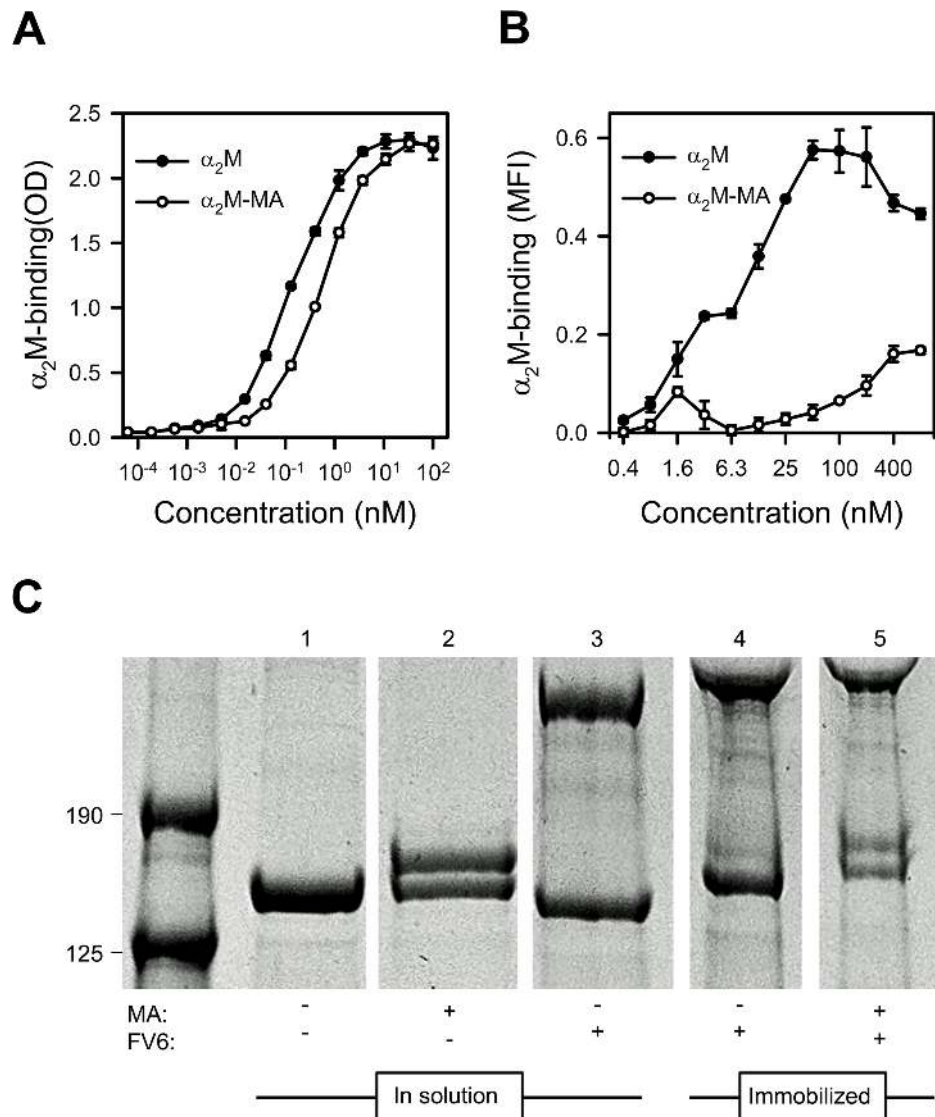 A
B
α₂M-binding(OD)
2.5
2.0
1.5
1.0
0.5
0.0
α₂M
α₂M-MA
10⁻⁴ 10⁻³ 10⁻² 10⁻¹ 10⁰ 10¹ 10²
Concentration (nM)
α₂M-binding (MFI)
0.6
0.4
0.2
0.0
α₂M
α₂M-MA
0.4 1.6 6.3 25 100 400
Concentration (nM)
C
1 2 3 4 5
190
125
MA: - + - - +
FV6: - - + + +
In solution Immobilized